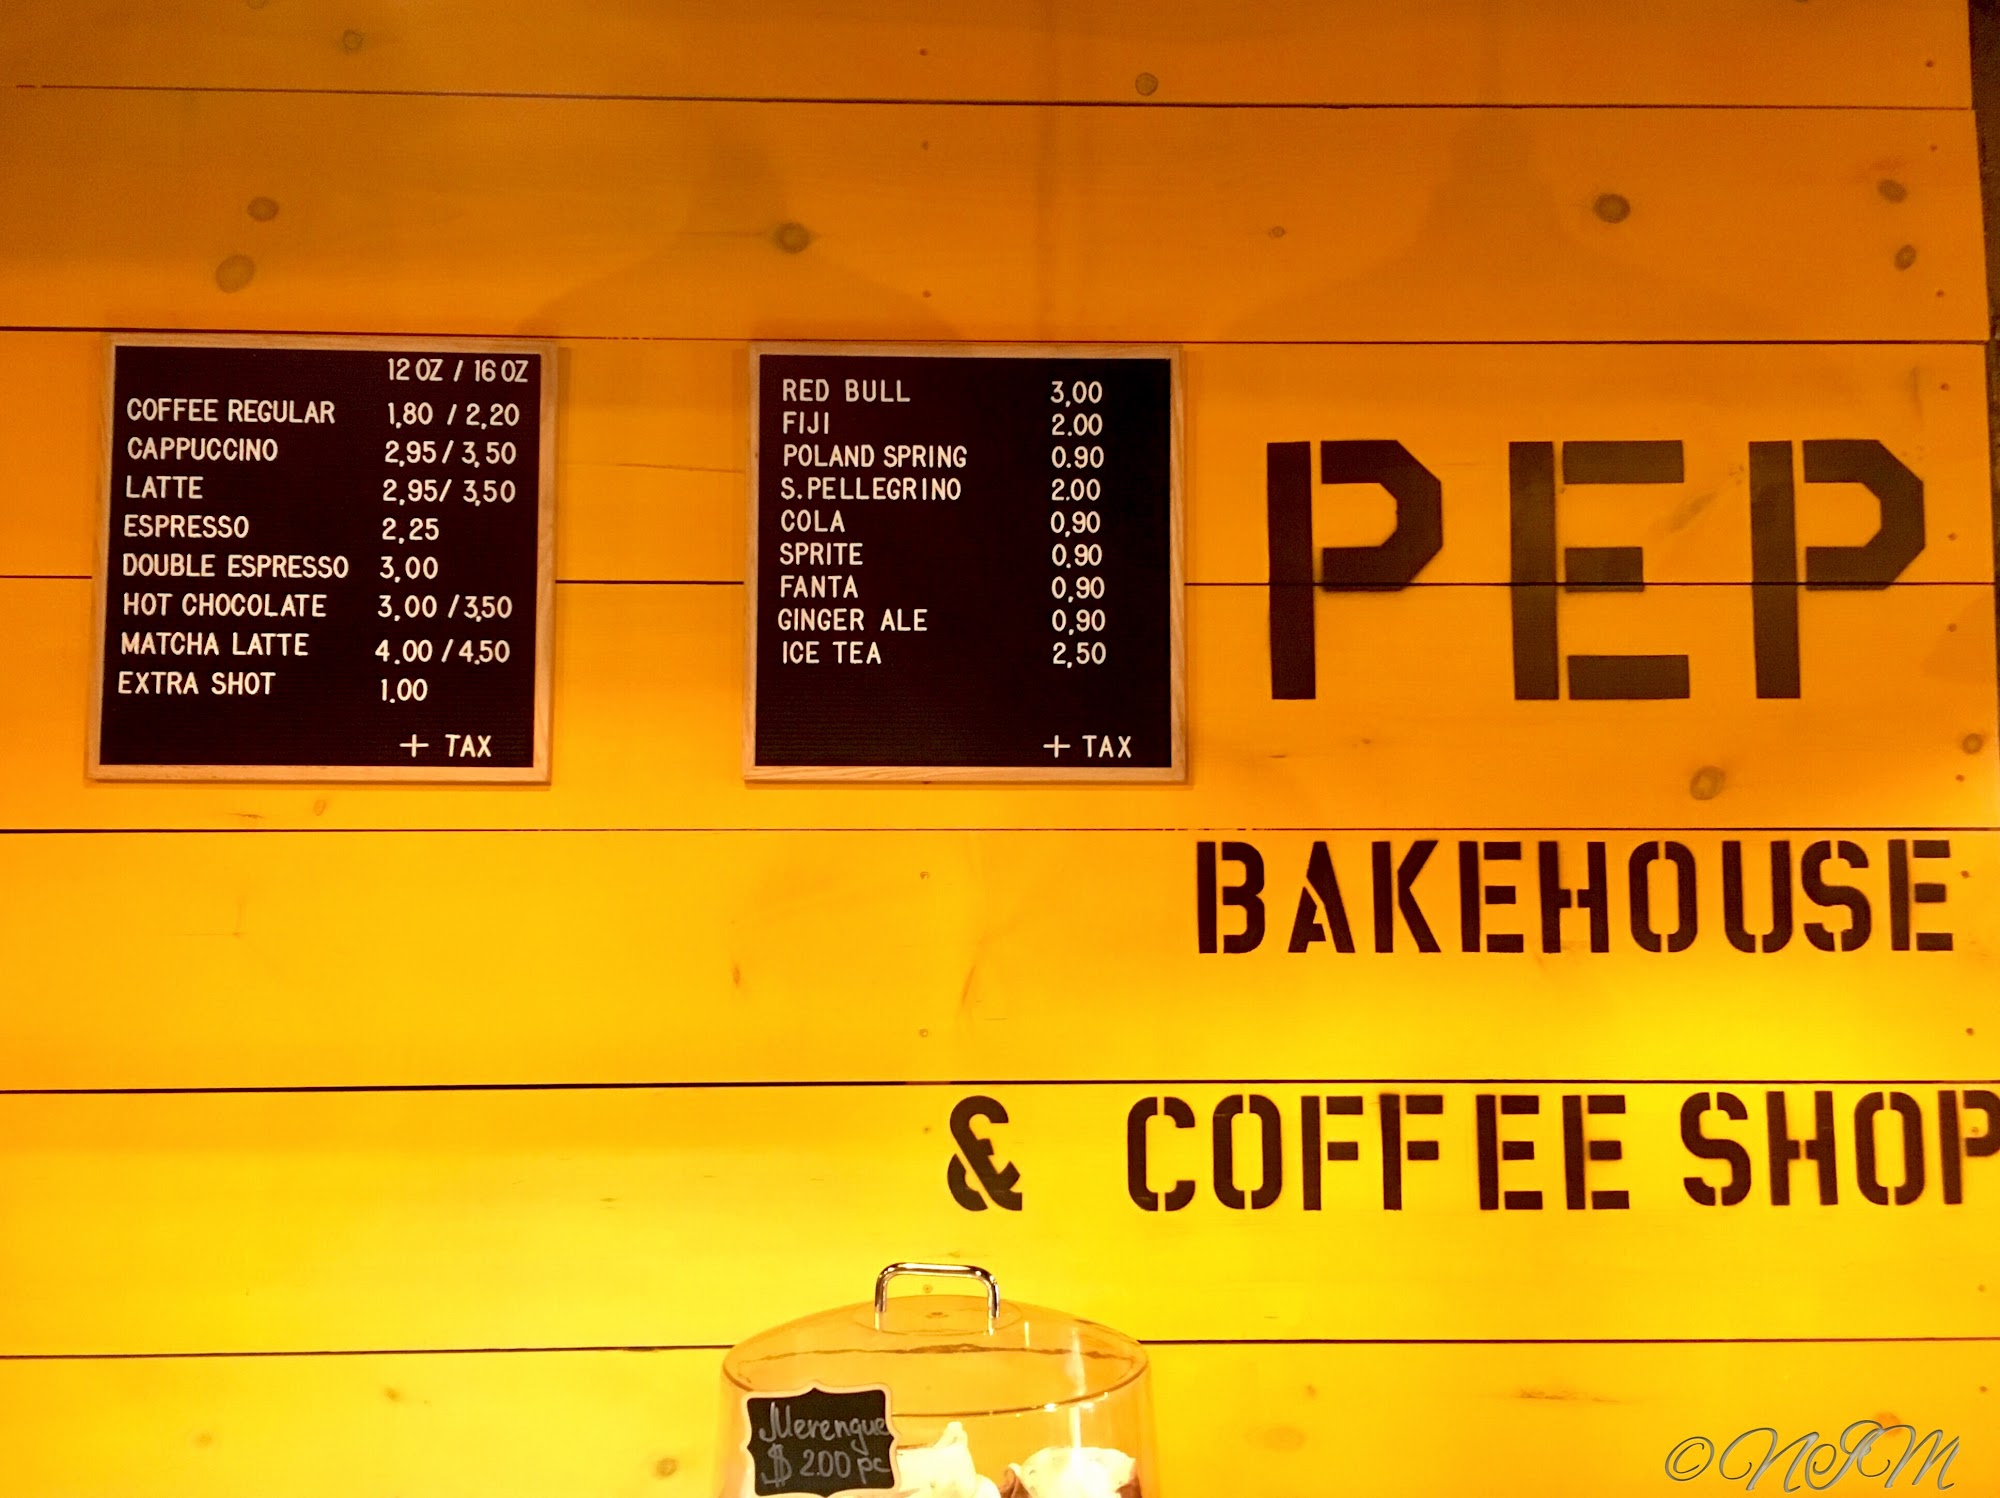 12 OZ / 16 OZ
COFFEE REGULAR 1,80 / 2,20
CAPPUCCINO 2,95 / 3,50
LATTE 2,95 / 3,50
ESPRESSO 2,25
DOUBLE ESPRESSO 3,00
HOT CHOCOLATE 3,00 / 3,50
MATCHA LATTE 4.00 / 4.50
EXTRA SHOT 1.00
+ TAX
RED BULL 3,00
FIJI 2.00
POLAND SPRING 0.90
S.PELLEGRINO 2.00
COLA 0,90
SPRITE 0.90
FANTA 0,90
GINGER ALE 0,90
ICE TEA 2,50
+ TAX
PEP
BAKEHOUSE
& COFFEE SHOP
Merengue
$ 2.00 pc
© NJM